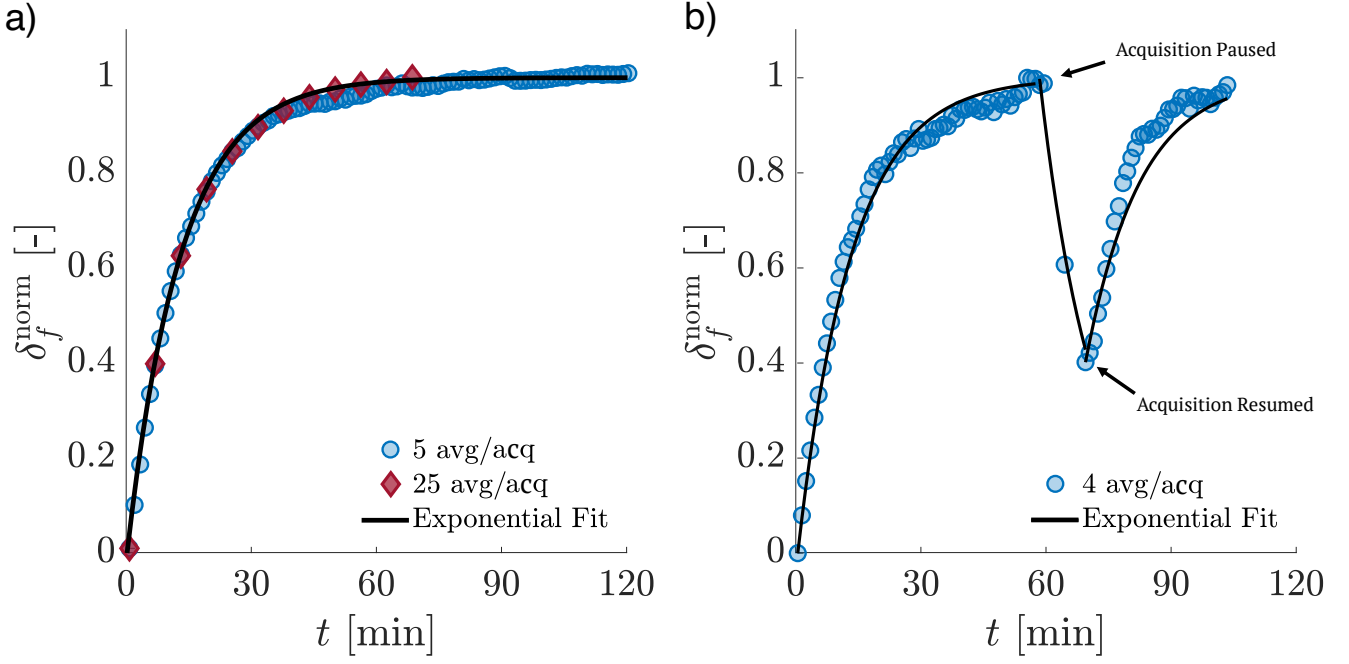 a)
δ_f^norm [-]
1
0.8
0.6
0.4
0.2
0
5 avg/acq
25 avg/acq
Exponential Fit
0 30 60 90 120
t [min]
b)
δ_f^norm [-]
1
0.8
0.6
0.4
0.2
0
Acquisition Paused
Acquisition Resumed
4 avg/acq
Exponential Fit
0 30 60 90 120
t [min]